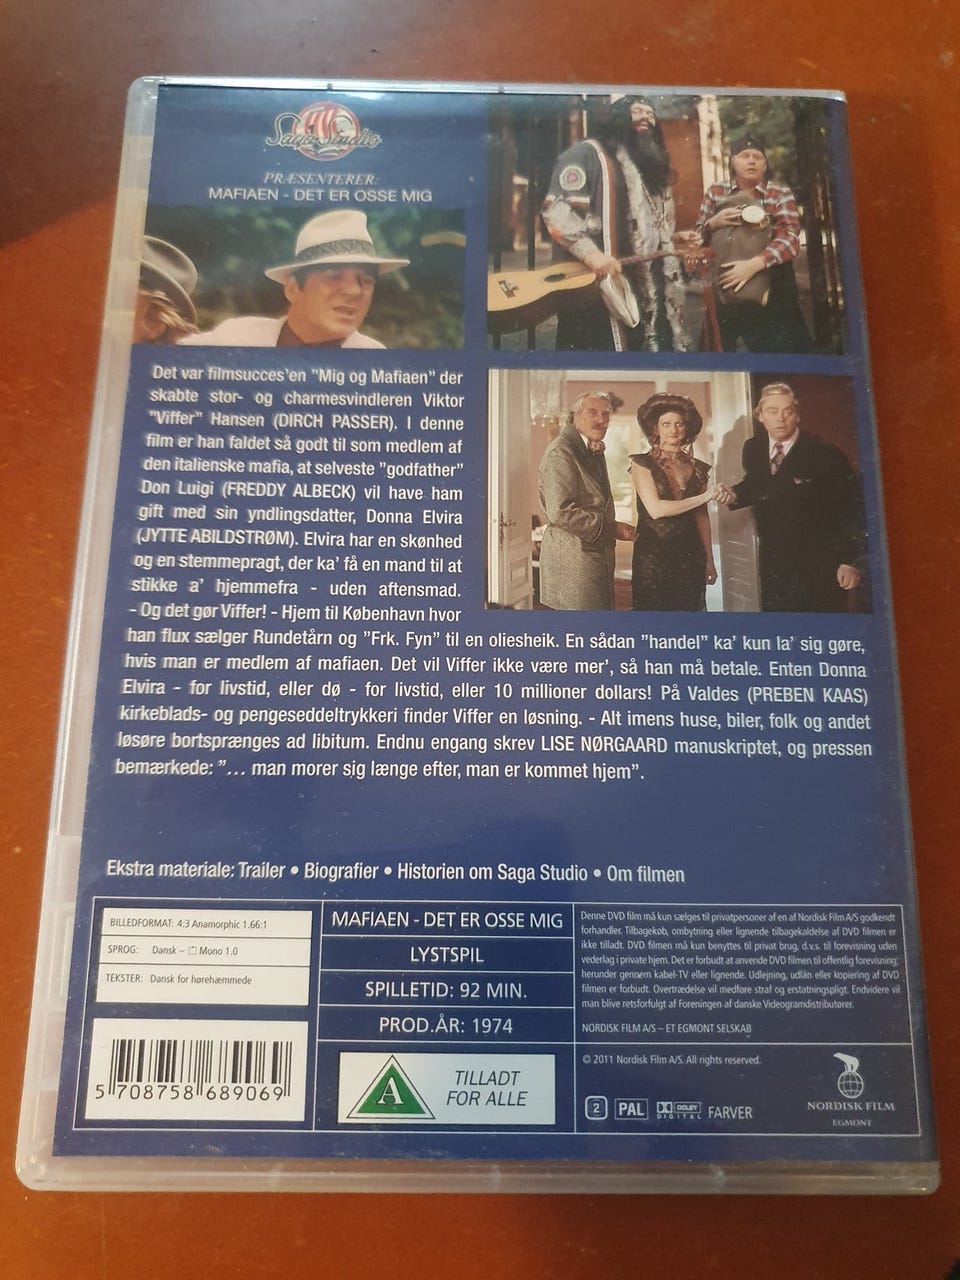 Saga Studio
PRÆSENTERER:
MAFIAEN - DET ER OSSE MIG
Det var filmsucces'en "Mig og Mafiaen" der
skabte stor- og charmesvindleren Viktor
"Viffer" Hansen (DIRCH PASSER). I denne
film er han faldet så godt til som medlem af
den italienske mafia, at selveste "godfather"
Don Luigi (FREDDY ALBECK) vil have ham
gift med sin yndlingsdatter, Donna Elvira
(JYTTE ABILDSTRØM). Elvira har en skønhed
og en stemmepragt, der ka' få en mand til at
stikke a' hjemmefra - uden aftensmad.
- Og det gør Viffer! - Hjem til København hvor
han flux sælger Rundetårn og "Frk. Fyn" til en oliesheik. En sådan "handel" ka' kun la' sig gøre,
hvis man er medlem af mafiaen. Det vil Viffer ikke være mer', så han må betale. Enten Donna
Elvira - for livstid, eller dø - for livstid, eller 10 millioner dollars! På Valdes (PREBEN KAAS)
kirkeblads- og pengeseddeltrykkeri finder Viffer en løsning. - Alt imens huse, biler, folk og andet
løsøre bortsprænges ad libitum. Endnu engang skrev LISE NØRGAARD manuskriptet, og pressen
bemærkede: "... man morer sig længe efter, man er kommet hjem".
Ekstra materiale: Trailer • Biografier • Historien om Saga Studio • Om filmen
BILLEDFORMAT: 4:3 Anamorphic 1.66:1
SPROG: Dansk – Mono 1.0
TEKSTER: Dansk for hørehæmmede
5 708758 689069
MAFIAEN - DET ER OSSE MIG
LYSTSPIL
SPILLETID: 92 MIN.
PROD.ÅR: 1974
A
TILLADT
FOR ALLE
Denne DVD film må kun sælges til privatpersoner af en af Nordisk Film A/S godkendt
forhandler. Tilbagekøb, ombytning eller lignende tilbagekaldelse af DVD filmen er
ikke tilladt. DVD filmen må kun benyttes til privat brug, d.v.s. til forevisning uden
vederlag i private hjem. Det er forbudt at anvende DVD filmen til offentlig forevisning,
herunder gennem kabel-TV eller lignende. Udlejning, udlån eller kopiering af DVD
filmen er forbudt. Overtrædelse vil medføre straf og erstatningspligt. Endvidere vil
man blive retsforfulgt af Foreningen af danske Videogramdistributører.
NORDISK FILM A/S – ET EGMONT SELSKAB
© 2011 Nordisk Film A/S. All rights reserved.
2 PAL DOLBY DIGITAL FARVER
NORDISK FILM
EGMONT